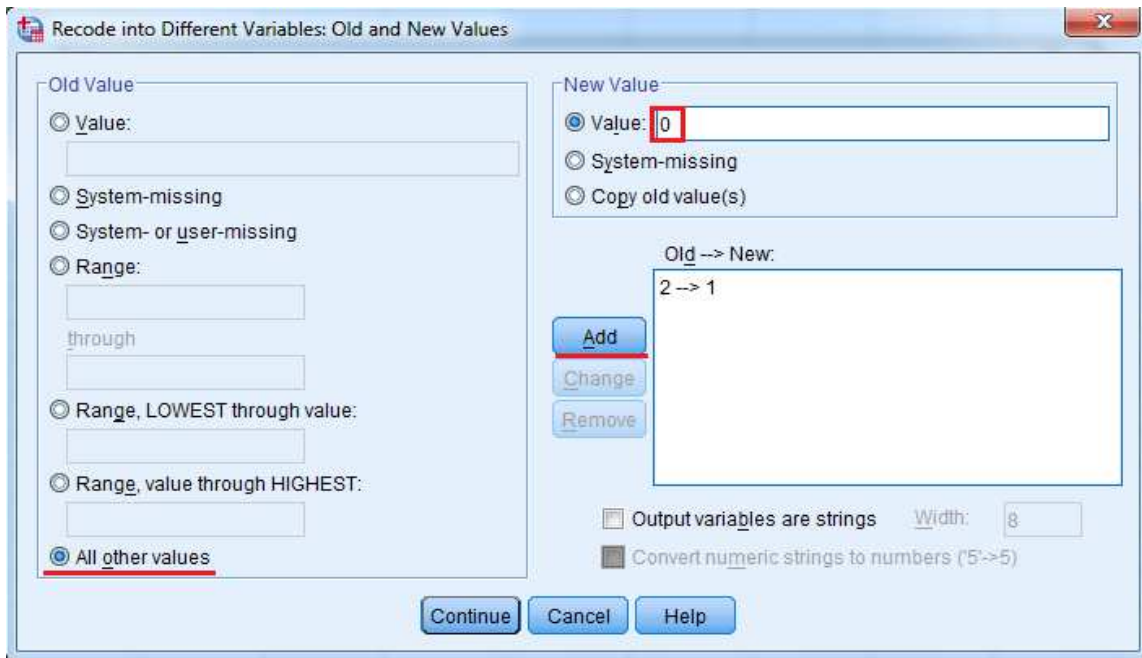 Recode into Different Variables: Old and New Values
Old Value
Value:
System-missing
System- or user-missing
Range:
through
Range, LOWEST through value:
Range, value through HIGHEST:
All other values
New Value
Value: 0
System-missing
Copy old value(s)
Old --> New:
2 --> 1
Add
Change
Remove
Output variables are strings Width: 8
Convert numeric strings to numbers ('5'->5)
Continue Cancel Help